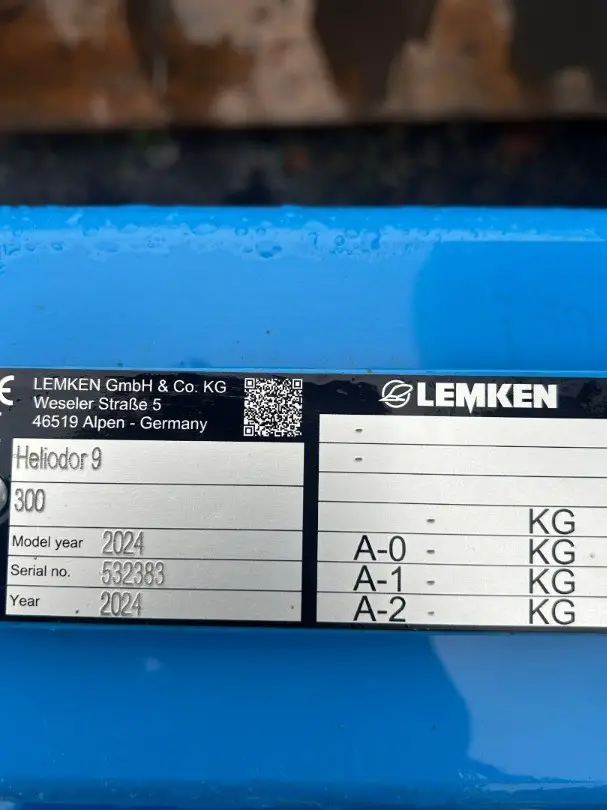 CE
LEMKEN GmbH & Co. KG
Weseler Straße 5
46519 Alpen - Germany
Heliodor 9
300
Model year 2024
Serial no. 532383
Year 2024
LEMKEN
-
-
- KG
A-0 - KG
A-1 - KG
A-2 - KG